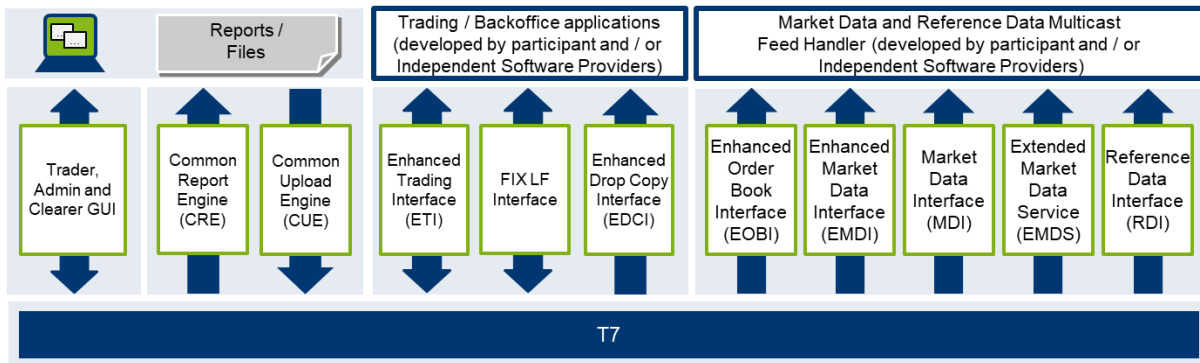 Reports /
Files
Trading / Backoffice applications
(developed by participant and / or
Independent Software Providers)
Market Data and Reference Data Multicast
Feed Handler (developed by participant and / or
Independent Software Providers)
Trader,
Admin and
Clearer GUI
Common
Report
Engine
(CRE)
Common
Upload
Engine
(CUE)
Enhanced
Trading
Interface
(ETI)
FIX LF
Interface
Enhanced
Drop Copy
Interface
(EDCI)
Enhanced
Order
Book
Interface
(EOBI)
Enhanced
Market
Data
Interface
(EMDI)
Market
Data
Interface
(MDI)
Extended
Market
Data
Service
(EMDS)
Reference
Data
Interface
(RDI)
T7